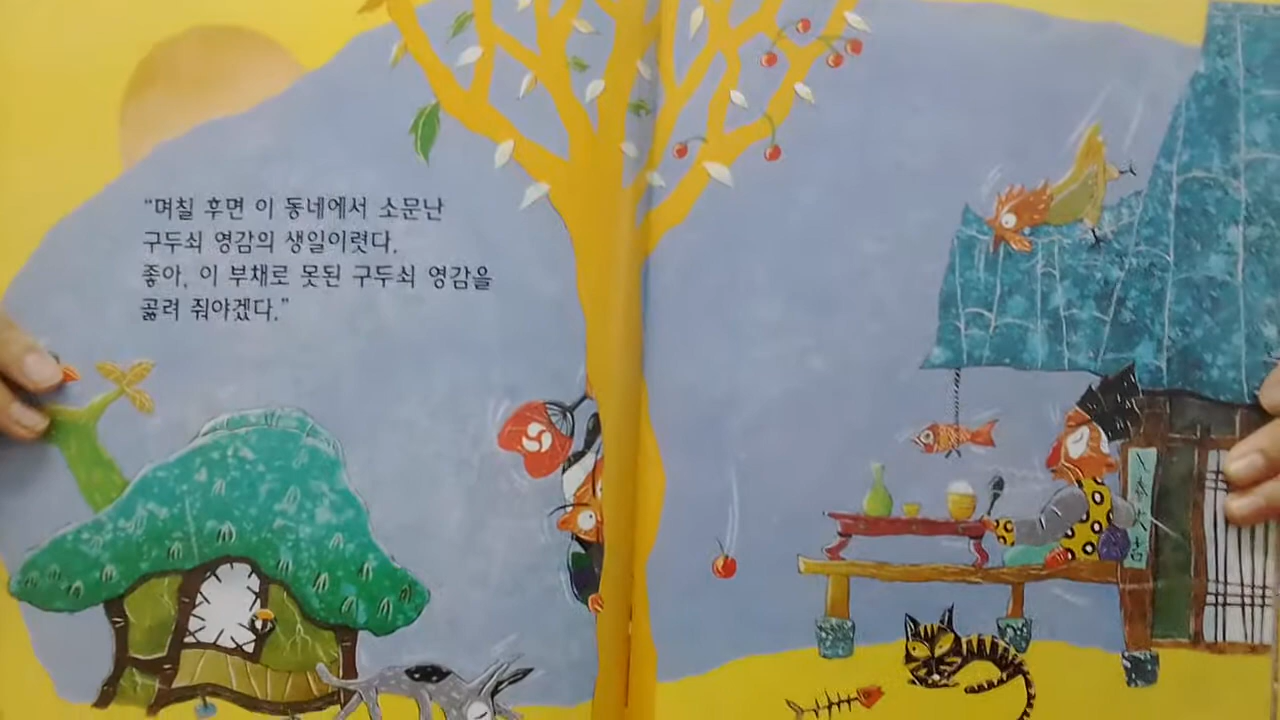 “며칠 후면 이 동네에서 소문난
구두쇠 영감의 생일이렷다.
좋아, 이 부채로 못된 구두쇠 영감을
곯려 줘야겠다.”